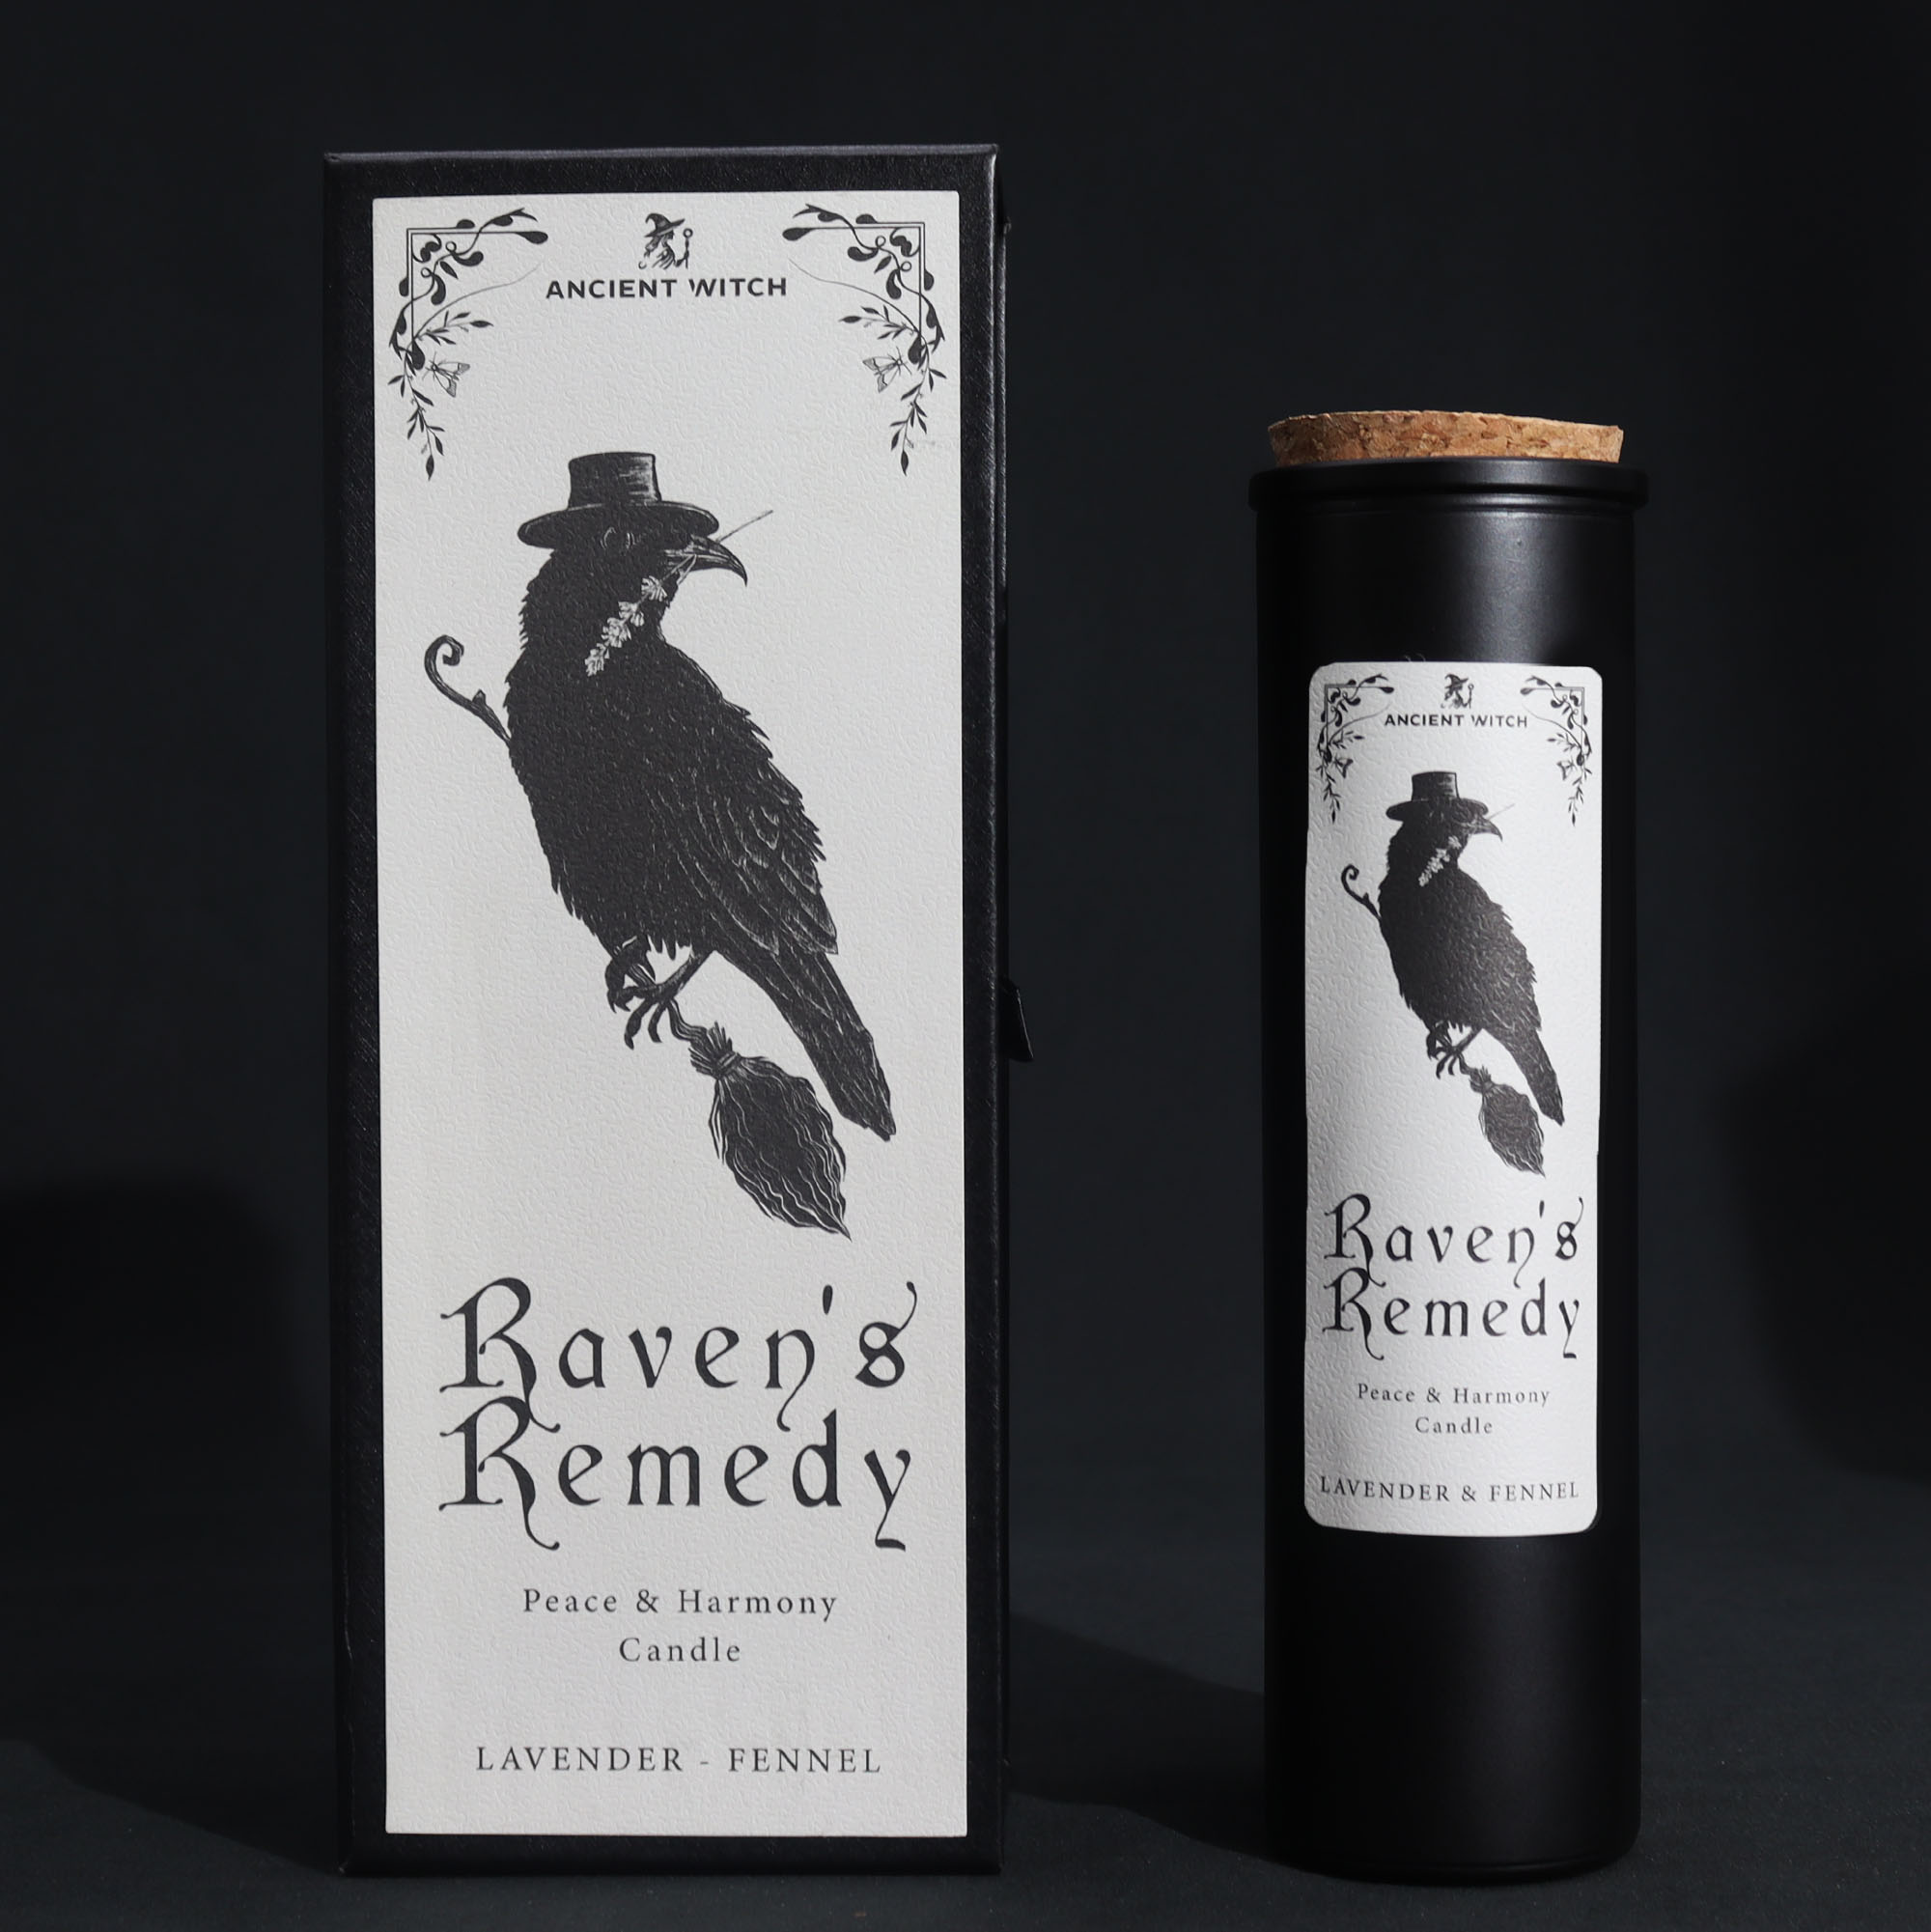 ANCIENT WITCH
Raven's
Remedy
Peace & Harmony
Candle
LAVENDER - FENNEL
ANCIENT WITCH
Raven's
Remedy
Peace & Harmony
Candle
LAVENDER & FENNEL